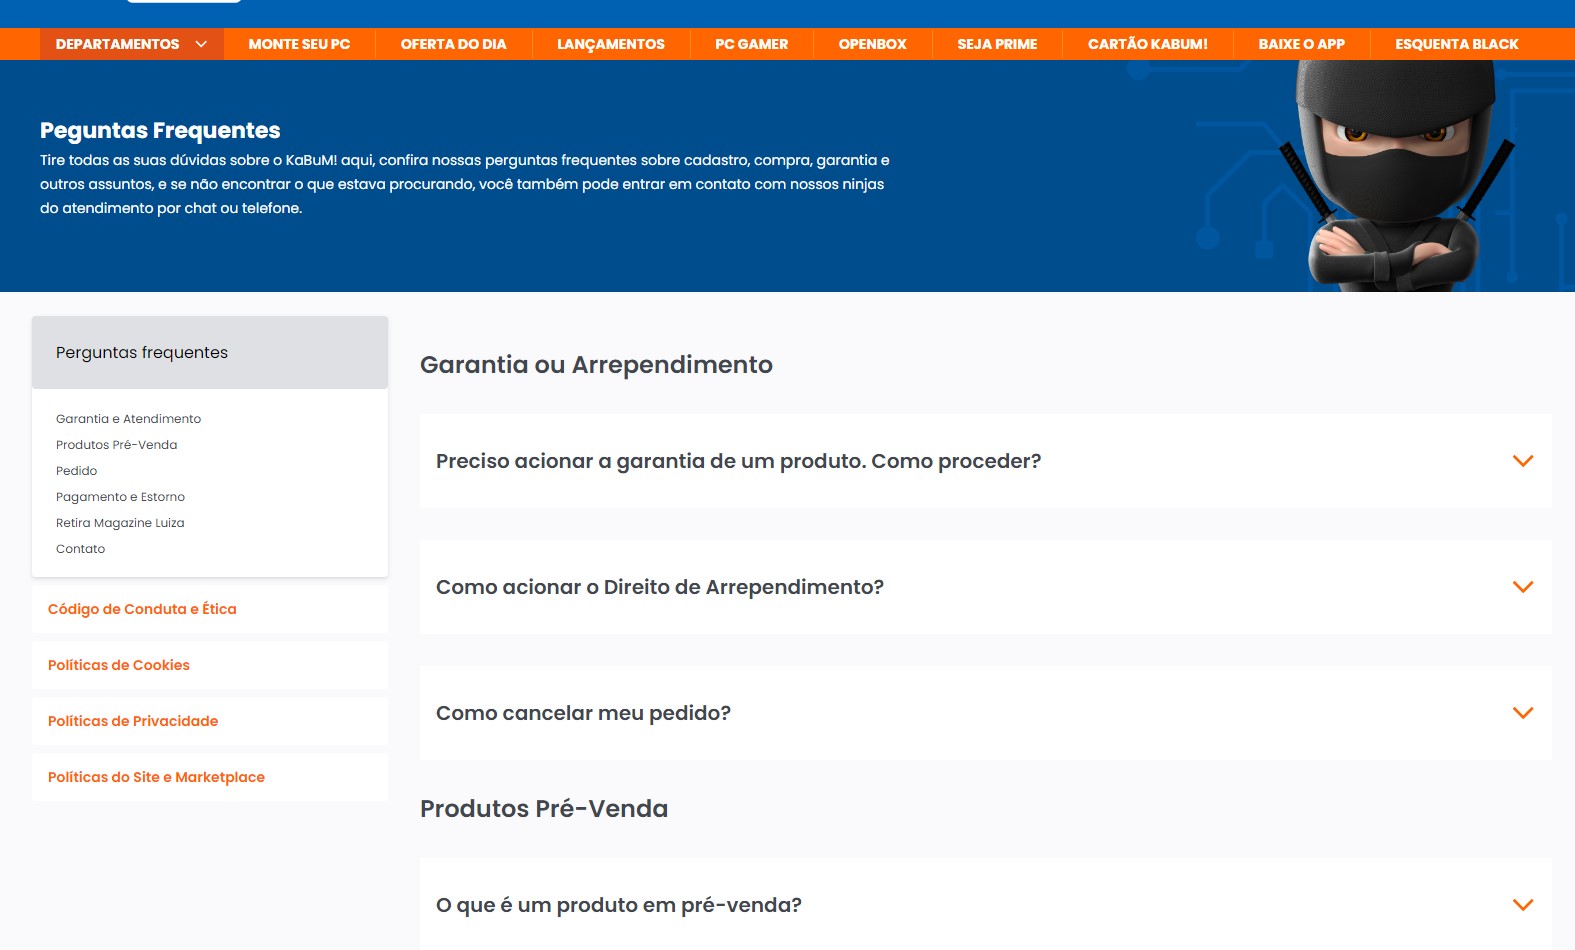 DEPARTAMENTOS
MONTE SEU PC
OFERTA DO DIA
LANÇAMENTOS
PC GAMER
OPENBOX
SEJA PRIME
CARTÃO KABUM!
BAIXE O APP
ESQUENTA BLACK
Peguntas Frequentes
Tire todas as suas dúvidas sobre o KaBuM! aqui, confira nossas perguntas frequentes sobre cadastro, compra, garantia e
outros assuntos, e se não encontrar o que estava procurando, você também pode entrar em contato com nossos ninjas
do atendimento por chat ou telefone.
Perguntas frequentes
Garantia e Atendimento
Produtos Pré-Venda
Pedido
Pagamento e Estorno
Retira Magazine Luiza
Contato
Código de Conduta e Ética
Políticas de Cookies
Políticas de Privacidade
Políticas do Site e Marketplace
Garantia ou Arrependimento
Preciso acionar a garantia de um produto. Como proceder?
Como acionar o Direito de Arrependimento?
Como cancelar meu pedido?
Produtos Pré-Venda
O que é um produto em pré-venda?